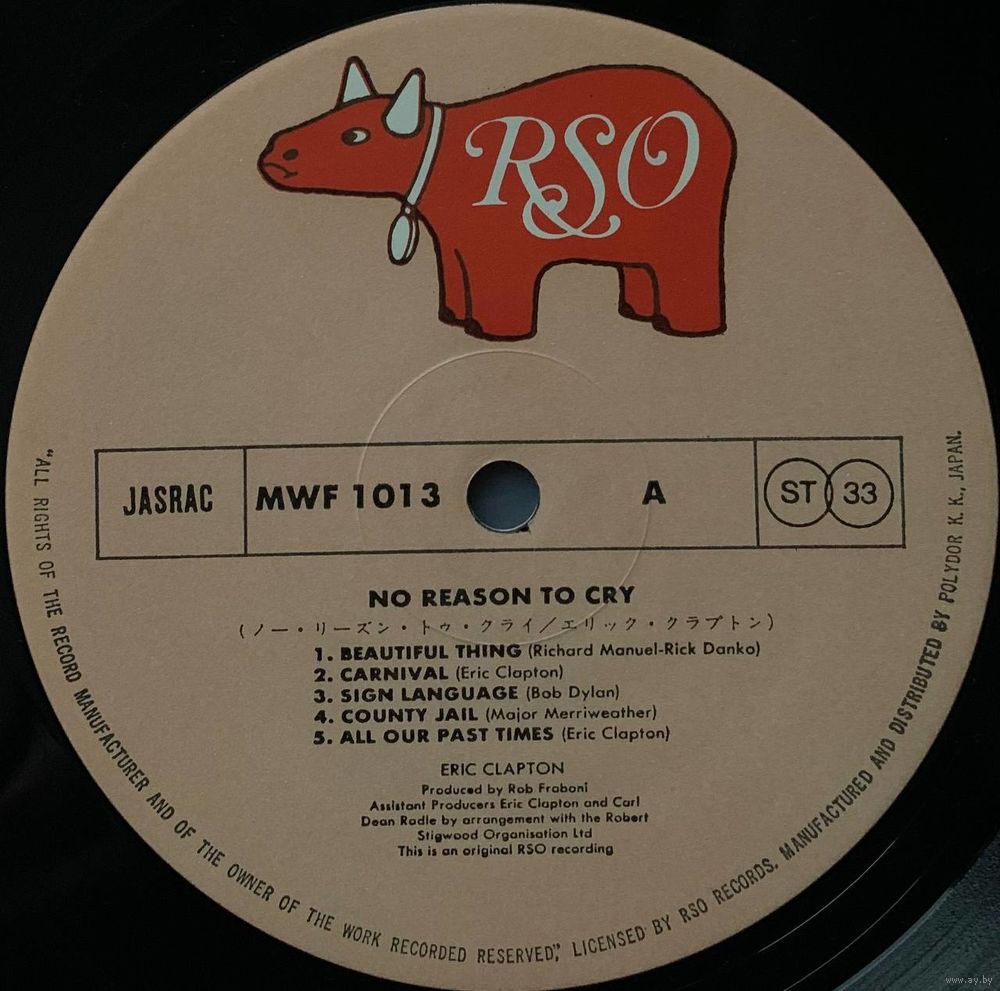 RSO
JASRAC MWF 1013 A ST 33
NO REASON TO CRY
(ノー・リーズン・トゥ・クライ／エリック・クラプトン)
1. BEAUTIFUL THING (Richard Manuel-Rick Danko)
2. CARNIVAL (Eric Clapton)
3. SIGN LANGUAGE (Bob Dylan)
4. COUNTY JAIL (Major Merriweather)
5. ALL OUR PAST TIMES (Eric Clapton)
ERIC CLAPTON
Produced by Rob Fraboni
Assistant Producers Eric Clapton and Carl
Dean Radle by arrangement with the Robert
Stigwood Organisation Ltd
This is an original RSO recording
"ALL RIGHTS OF THE RECORD MANUFACTURER AND OF THE OWNER OF THE WORK RECORDED RESERVED", LICENSED BY RSO RECORDS. MANUFACTURED AND DISTRIBUTED BY POLYDOR K. K., JAPAN.
www.ay.by